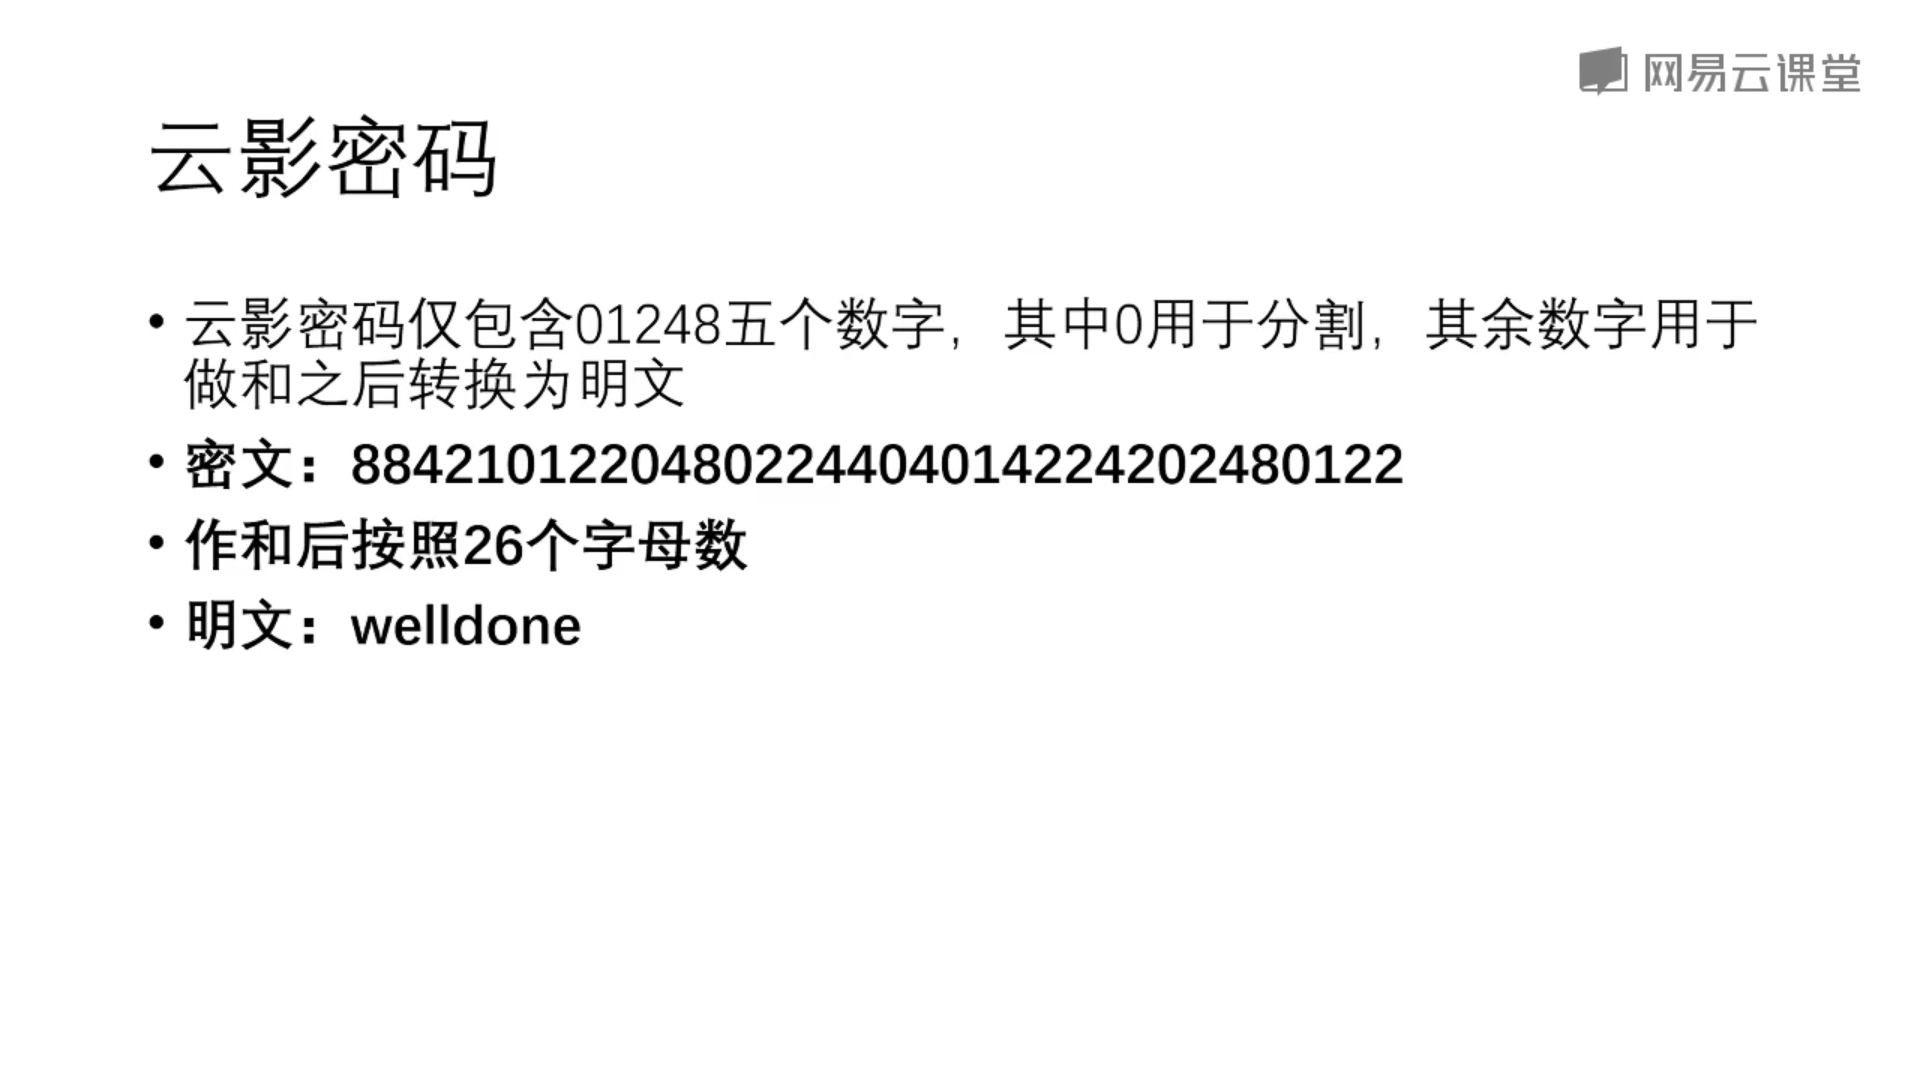 网易云课堂
云影密码
• 云影密码仅包含01248五个数字，其中0用于分割，其余数字用于
做和之后转换为明文
• 密文：8842101220480224404014224202480122
• 作和后按照26个字母数
• 明文：welldone